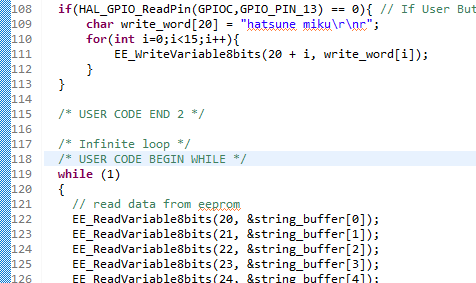 108 if(HAL_GPIO_ReadPin(GPIOC,GPIO_PIN_13) == 0){ // If User But
109 char write_word[20] = "hatsune miku\r\nr";
110 for(int i=0;i<15;i++){
111 EE_WriteVariable8bits(20 + i, write_word[i]);
112 }
113 }
114
115 /* USER CODE END 2 */
116
117 /* Infinite loop */
118 /* USER CODE BEGIN WHILE */
119 while (1)
120 {
121 // read data from eeprom
122 EE_ReadVariable8bits(20, &string_buffer[0]);
123 EE_ReadVariable8bits(21, &string_buffer[1]);
124 EE_ReadVariable8bits(22, &string_buffer[2]);
125 EE_ReadVariable8bits(23, &string_buffer[3]);
126 EE_ReadVariable8bits(24, &string_buffer[4]);